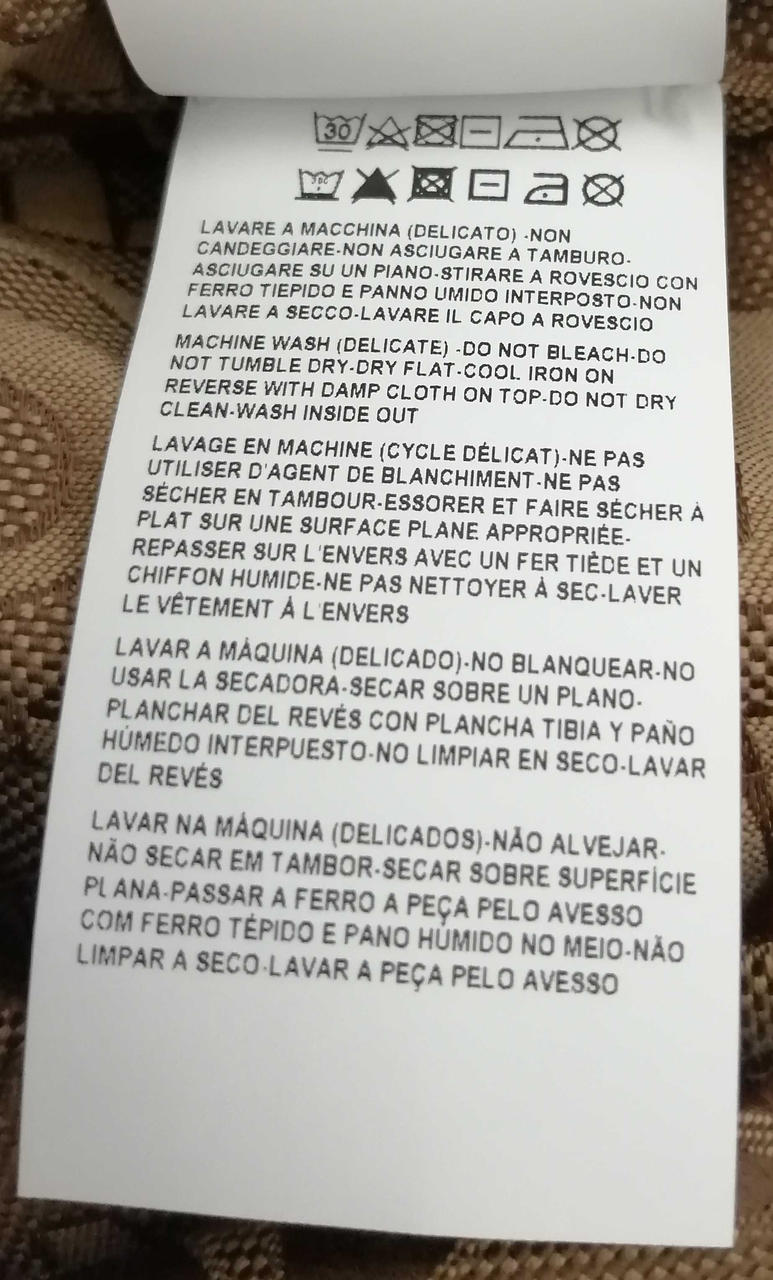 30
30C
LAVARE A MACCHINA (DELICATO) -NON
CANDEGGIARE-NON ASCIUGARE A TAMBURO-
ASCIUGARE SU UN PIANO-STIRARE A ROVESCIO CON
FERRO TIEPIDO E PANNO UMIDO INTERPOSTO-NON
LAVARE A SECCO-LAVARE IL CAPO A ROVESCIO
MACHINE WASH (DELICATE) -DO NOT BLEACH-DO
NOT TUMBLE DRY-DRY FLAT-COOL IRON ON
REVERSE WITH DAMP CLOTH ON TOP-DO NOT DRY
CLEAN-WASH INSIDE OUT
LAVAGE EN MACHINE (CYCLE DÉLICAT)-NE PAS
UTILISER D'AGENT DE BLANCHIMENT-NE PAS
SÉCHER EN TAMBOUR-ESSORER ET FAIRE SÉCHER À
PLAT SUR UNE SURFACE PLANE APPROPRIÉE-
REPASSER SUR L'ENVERS AVEC UN FER TIÈDE ET UN
CHIFFON HUMIDE-NE PAS NETTOYER À SEC-LAVER
LE VÊTEMENT À L'ENVERS
LAVAR A MÁQUINA (DELICADO)-NO BLANQUEAR-NO
USAR LA SECADORA-SECAR SOBRE UN PLANO-
PLANCHAR DEL REVÉS CON PLANCHA TIBIA Y PAÑO
HÚMEDO INTERPUESTO-NO LIMPIAR EN SECO-LAVAR
DEL REVÉS
LAVAR NA MÁQUINA (DELICADOS)-NÃO ALVEJAR-
NÃO SECAR EM TAMBOR-SECAR SOBRE SUPERFÍCIE
PLANA-PASSAR A FERRO A PEÇA PELO AVESSO
COM FERRO TÉPIDO E PANO HÚMIDO NO MEIO-NÃO
LIMPAR A SECO-LAVAR A PEÇA PELO AVESSO